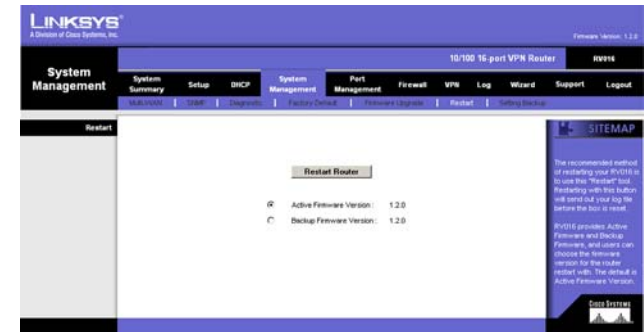 LINKSYS®
A Division of Cisco Systems, Inc.
Firmware Version: 1.2.0
10/100 16-port VPN Router
RV016
System Management
System Summary
Setup
DHCP
System Management
Port Management
Firewall
VPN
Log
Wizard
Support
Logout
Multi-WAN | SNMP | Diagnostic | Factory Default | Firmware Upgrade | Restart | Setting Backup
Restart
Restart Router
Active Firmware Version : 1.2.0
Backup Firmware Version : 1.2.0
SITEMAP
The recommended method
of restarting your RV016 is
to use this "Restart" tool.
Restarting with this button
will send out your log file
before the box is reset.
RV016 provides Active
Firmware and Backup
Firmware, and users can
choose the firmware
version for the router
restart with. The default is
Active Firmware Version.
CISCO SYSTEMS